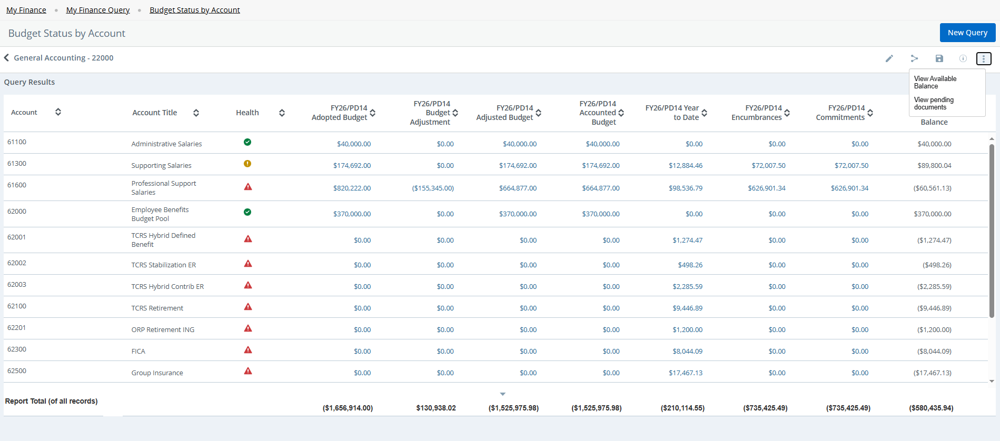 My Finance • My Finance Query • Budget Status by Account
Budget Status by Account
New Query
General Accounting - 22000
View Available
Balance
View pending
documents
Query Results
Account
Account Title
Health
FY26/PD14
Adopted Budget
FY26/PD14
Budget
Adjustment
FY26/PD14
Adjusted Budget
FY26/PD14
Accounted
Budget
FY26/PD14 Year
to Date
FY26/PD14
Encumbrances
FY26/PD14
Commitments
Balance
61100 Administrative Salaries $40,000.00 $0.00 $40,000.00 $40,000.00 $0.00 $0.00 $0.00 $40,000.00
61300 Supporting Salaries $174,692.00 $0.00 $174,692.00 $174,692.00 $12,884.46 $72,007.50 $72,007.50 $89,800.04
61600 Professional Support
Salaries $820,222.00 ($155,345.00) $664,877.00 $664,877.00 $98,536.79 $626,901.34 $626,901.34 ($60,561.13)
62000 Employee Benefits
Budget Pool $370,000.00 $0.00 $370,000.00 $370,000.00 $0.00 $0.00 $0.00 $370,000.00
62001 TCRS Hybrid Defined
Benefit $0.00 $0.00 $0.00 $0.00 $1,274.47 $0.00 $0.00 ($1,274.47)
62002 TCRS Stabilization ER $0.00 $0.00 $0.00 $0.00 $498.26 $0.00 $0.00 ($498.26)
62003 TCRS Hybrid Contrib ER $0.00 $0.00 $0.00 $0.00 $2,285.59 $0.00 $0.00 ($2,285.59)
62100 TCRS Retirement $0.00 $0.00 $0.00 $0.00 $9,446.89 $0.00 $0.00 ($9,446.89)
62201 ORP Retirement ING $0.00 $0.00 $0.00 $0.00 $1,200.00 $0.00 $0.00 ($1,200.00)
62300 FICA $0.00 $0.00 $0.00 $0.00 $8,044.09 $0.00 $0.00 ($8,044.09)
62500 Group Insurance $0.00 $0.00 $0.00 $0.00 $17,467.13 $0.00 $0.00 ($17,467.13)
Report Total (of all records)
($1,656,914.00) $130,938.02 ($1,525,975.98) ($1,525,975.98) ($210,114.55) ($735,425.49) ($735,425.49) ($580,435.94)